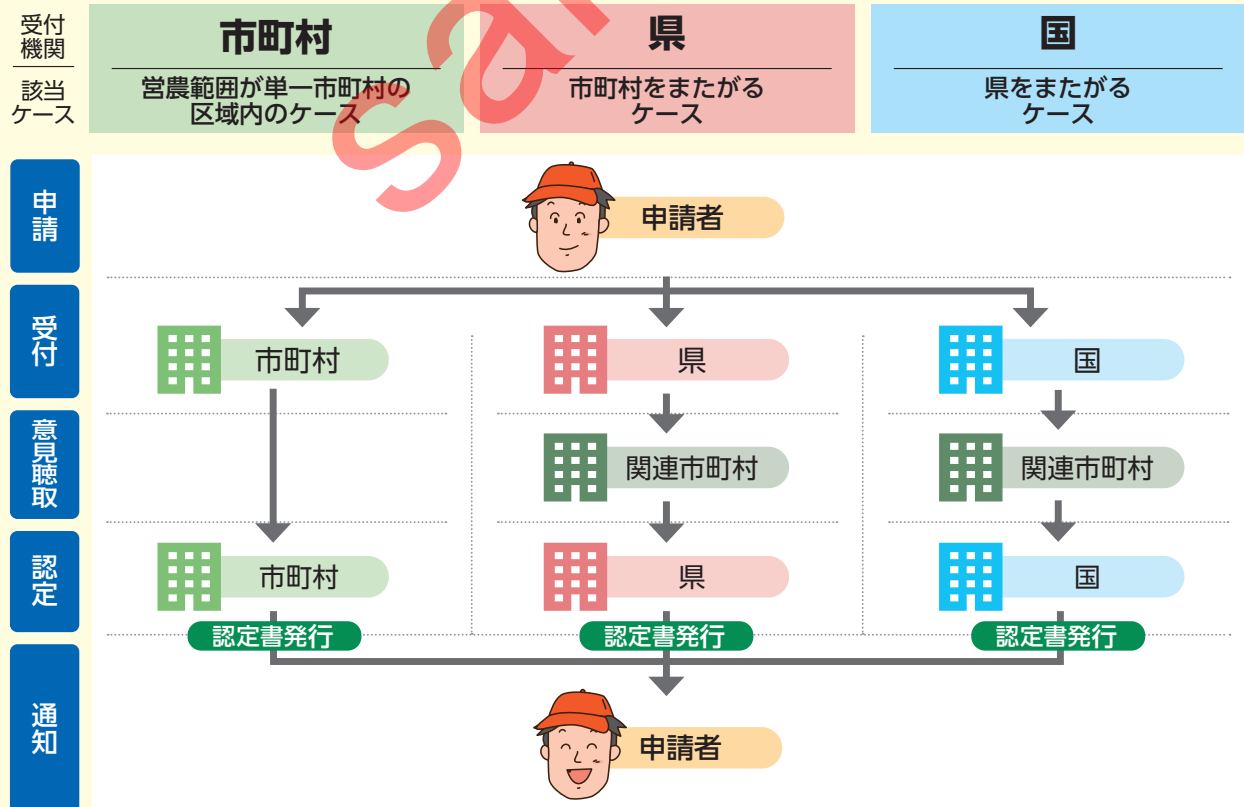 受付
機関
該当
ケース
市町村
営農範囲が単一市町村の
区域内のケース
県
市町村をまたがる
ケース
国
県をまたがる
ケース
申請
申請者
受付
市町村
県
国
意見聴取
関連市町村
関連市町村
認定
市町村
県
国
認定書発行
認定書発行
認定書発行
通知
申請者